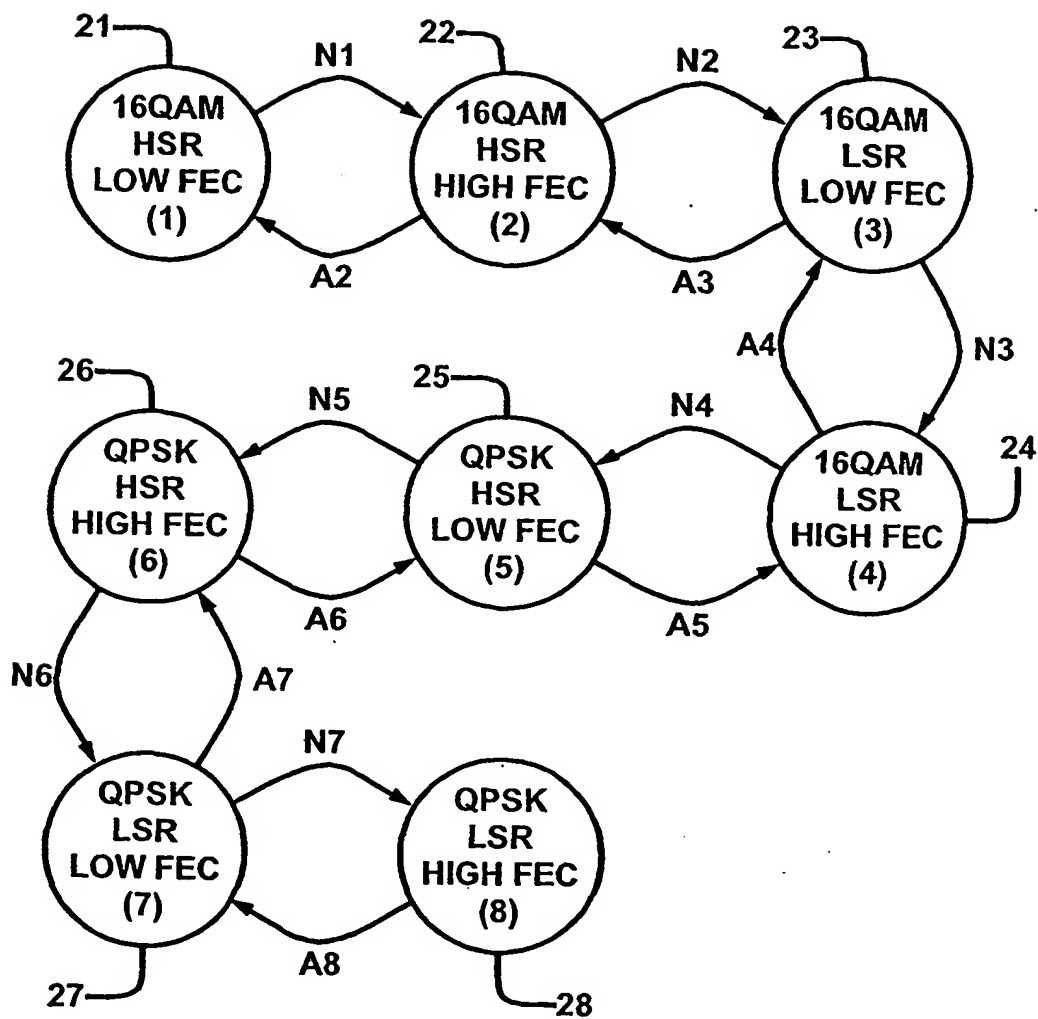 21
22
23
N1
N2
16QAM
HSR
LOW FEC
(1)
16QAM
HSR
HIGH FEC
(2)
16QAM
LSR
LOW FEC
(3)
A2
A3
A4
N3
26
25
24
N5
N4
QPSK
HSR
HIGH FEC
(6)
QPSK
HSR
LOW FEC
(5)
16QAM
LSR
HIGH FEC
(4)
A6
A5
N6
A7
N7
QPSK
LSR
LOW FEC
(7)
QPSK
LSR
HIGH FEC
(8)
A8
27
28